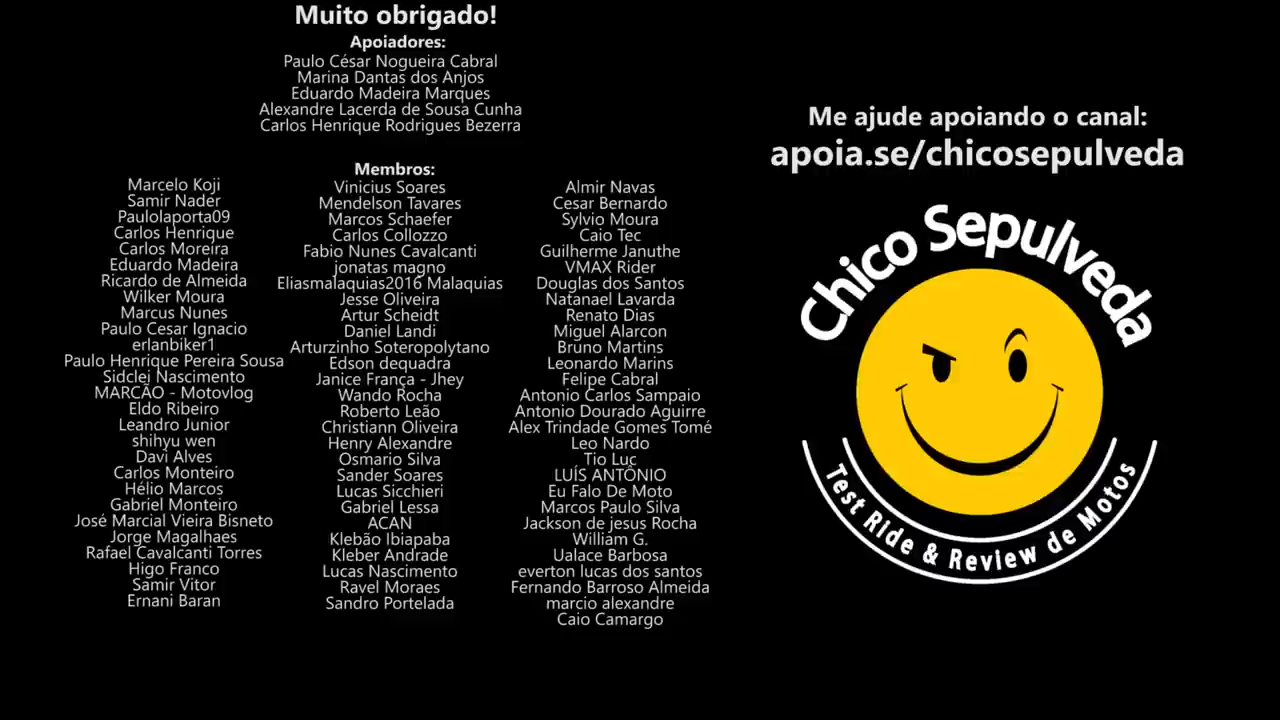 Muito obrigado!
Apoiadores:
Paulo César Nogueira Cabral
Marina Dantas dos Anjos
Eduardo Madeira Marques
Alexandre Lacerda de Sousa Cunha
Carlos Henrique Rodrigues Bezerra
Membros:
Marcelo Koji
Samir Nader
Paulolaporta09
Carlos Henrique
Carlos Moreira
Eduardo Madeira
Ricardo de Almeida
Wilker Moura
Marcus Nunes
Paulo Cesar Ignacio
erlanbiker1
Paulo Henrique Pereira Sousa
Sidclei Nascimento
MARCÃO - Motovlog
Eldo Ribeiro
Leandro Junior
shihyu wen
Davi Alves
Carlos Monteiro
Hélio Marcos
Gabriel Monteiro
José Marcial Vieira Bisneto
Jorge Magalhaes
Rafael Cavalcanti Torres
Higo Franco
Samir Vitor
Ernani Baran
Vinicius Soares
Mendelson Tavares
Marcos Schaefer
Carlos Collozzo
Fabio Nunes Cavalcanti
jonatas magno
Eliasmalaquias2016 Malaquias
Jesse Oliveira
Artur Scheidt
Daniel Landi
Arturzinho Soteropolytano
Edson dequadra
Janice França - Jhey
Wando Rocha
Roberto Leão
Christiann Oliveira
Henry Alexandre
Osmario Silva
Sander Soares
Lucas Sicchieri
Gabriel Lessa
ACAN
Klebão Ibiapaba
Kleber Andrade
Lucas Nascimento
Ravel Moraes
Sandro Portelada
Almir Navas
Cesar Bernardo
Sylvio Moura
Caio Tec
Guilherme Januthe
VMAX Rider
Douglas dos Santos
Natanael Lavarda
Renato Dias
Miguel Alarcon
Bruno Martins
Leonardo Marins
Felipe Cabral
Antonio Carlos Sampaio
Antonio Dourado Aguirre
Alex Trindade Gomes Tomé
Leo Nardo
Tio Luc
LUÍS ANTÔNIO
Eu Falo De Moto
Marcos Paulo Silva
Jackson de jesus Rocha
William G.
Ualace Barbosa
everton lucas dos santos
Fernando Barroso Almeida
marcio alexandre
Caio Camargo
Me ajude apoiando o canal:
apoia.se/chicosepulveda
Chico Sepulveda
Test Ride & Review de Motos